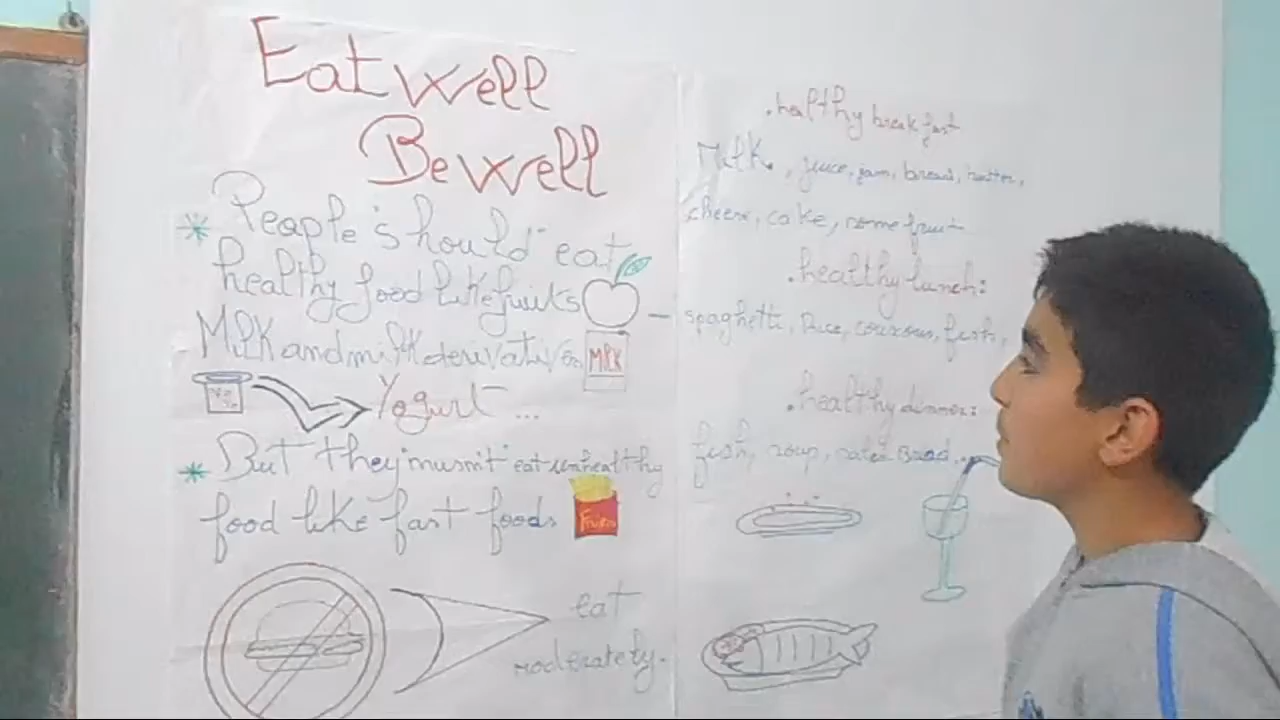 Eat well
Be well
People "should" eat
healthy food like fruits
Milk and milk derivatives
MilK
Yogurt ...
But they "musn't" eat unhealthy
food like fast foods
Fries
eat
moderately.
.healthy breakfast
Milk, juice, jam, bread, butter,
cheese, cake, some fruit
.healthy lunch:
spaghetti, Rice, couscous, fish,
.healthy dinner:
fish, soup, salad Bread, ..